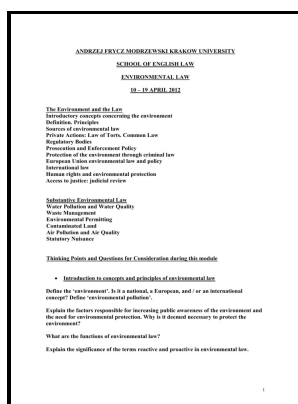 ANDRZEJ FRYCZ MODRZEWSKI KRAKOW UNIVERSITY
SCHOOL OF ENGLISH LAW
ENVIRONMENTAL LAW
10 – 19 APRIL 2012
The Environment and the Law
Introductory concepts concerning the environment
Definition. Principles
Sources of environmental law
Private Actions: Law of Torts. Common Law
Regulatory Bodies
Prosecution and Enforcement Policy
Protection of the environment through criminal law
European Union environmental law and policy
International law
Human rights and environmental protection
Access to justice: judicial review
Substantive Environmental Law
Water Pollution and Water Quality
Waste Management
Environmental Permitting
Contaminated Land
Air Pollution and Air Quality
Statutory Nuisance
Thinking Points and Questions for Consideration during this module
• Introduction to concepts and principles of environmental law
Define the ‘environment’. Is it a national, a European, and / or an international
concept? Define ‘environmental pollution’.
Explain the factors responsible for increasing public awareness of the environment and
the need for environmental protection. Why is it deemed necessary to protect the
environment?
What are the functions of environmental law?
Explain the significance of the terms reactive and proactive in environmental law.
1